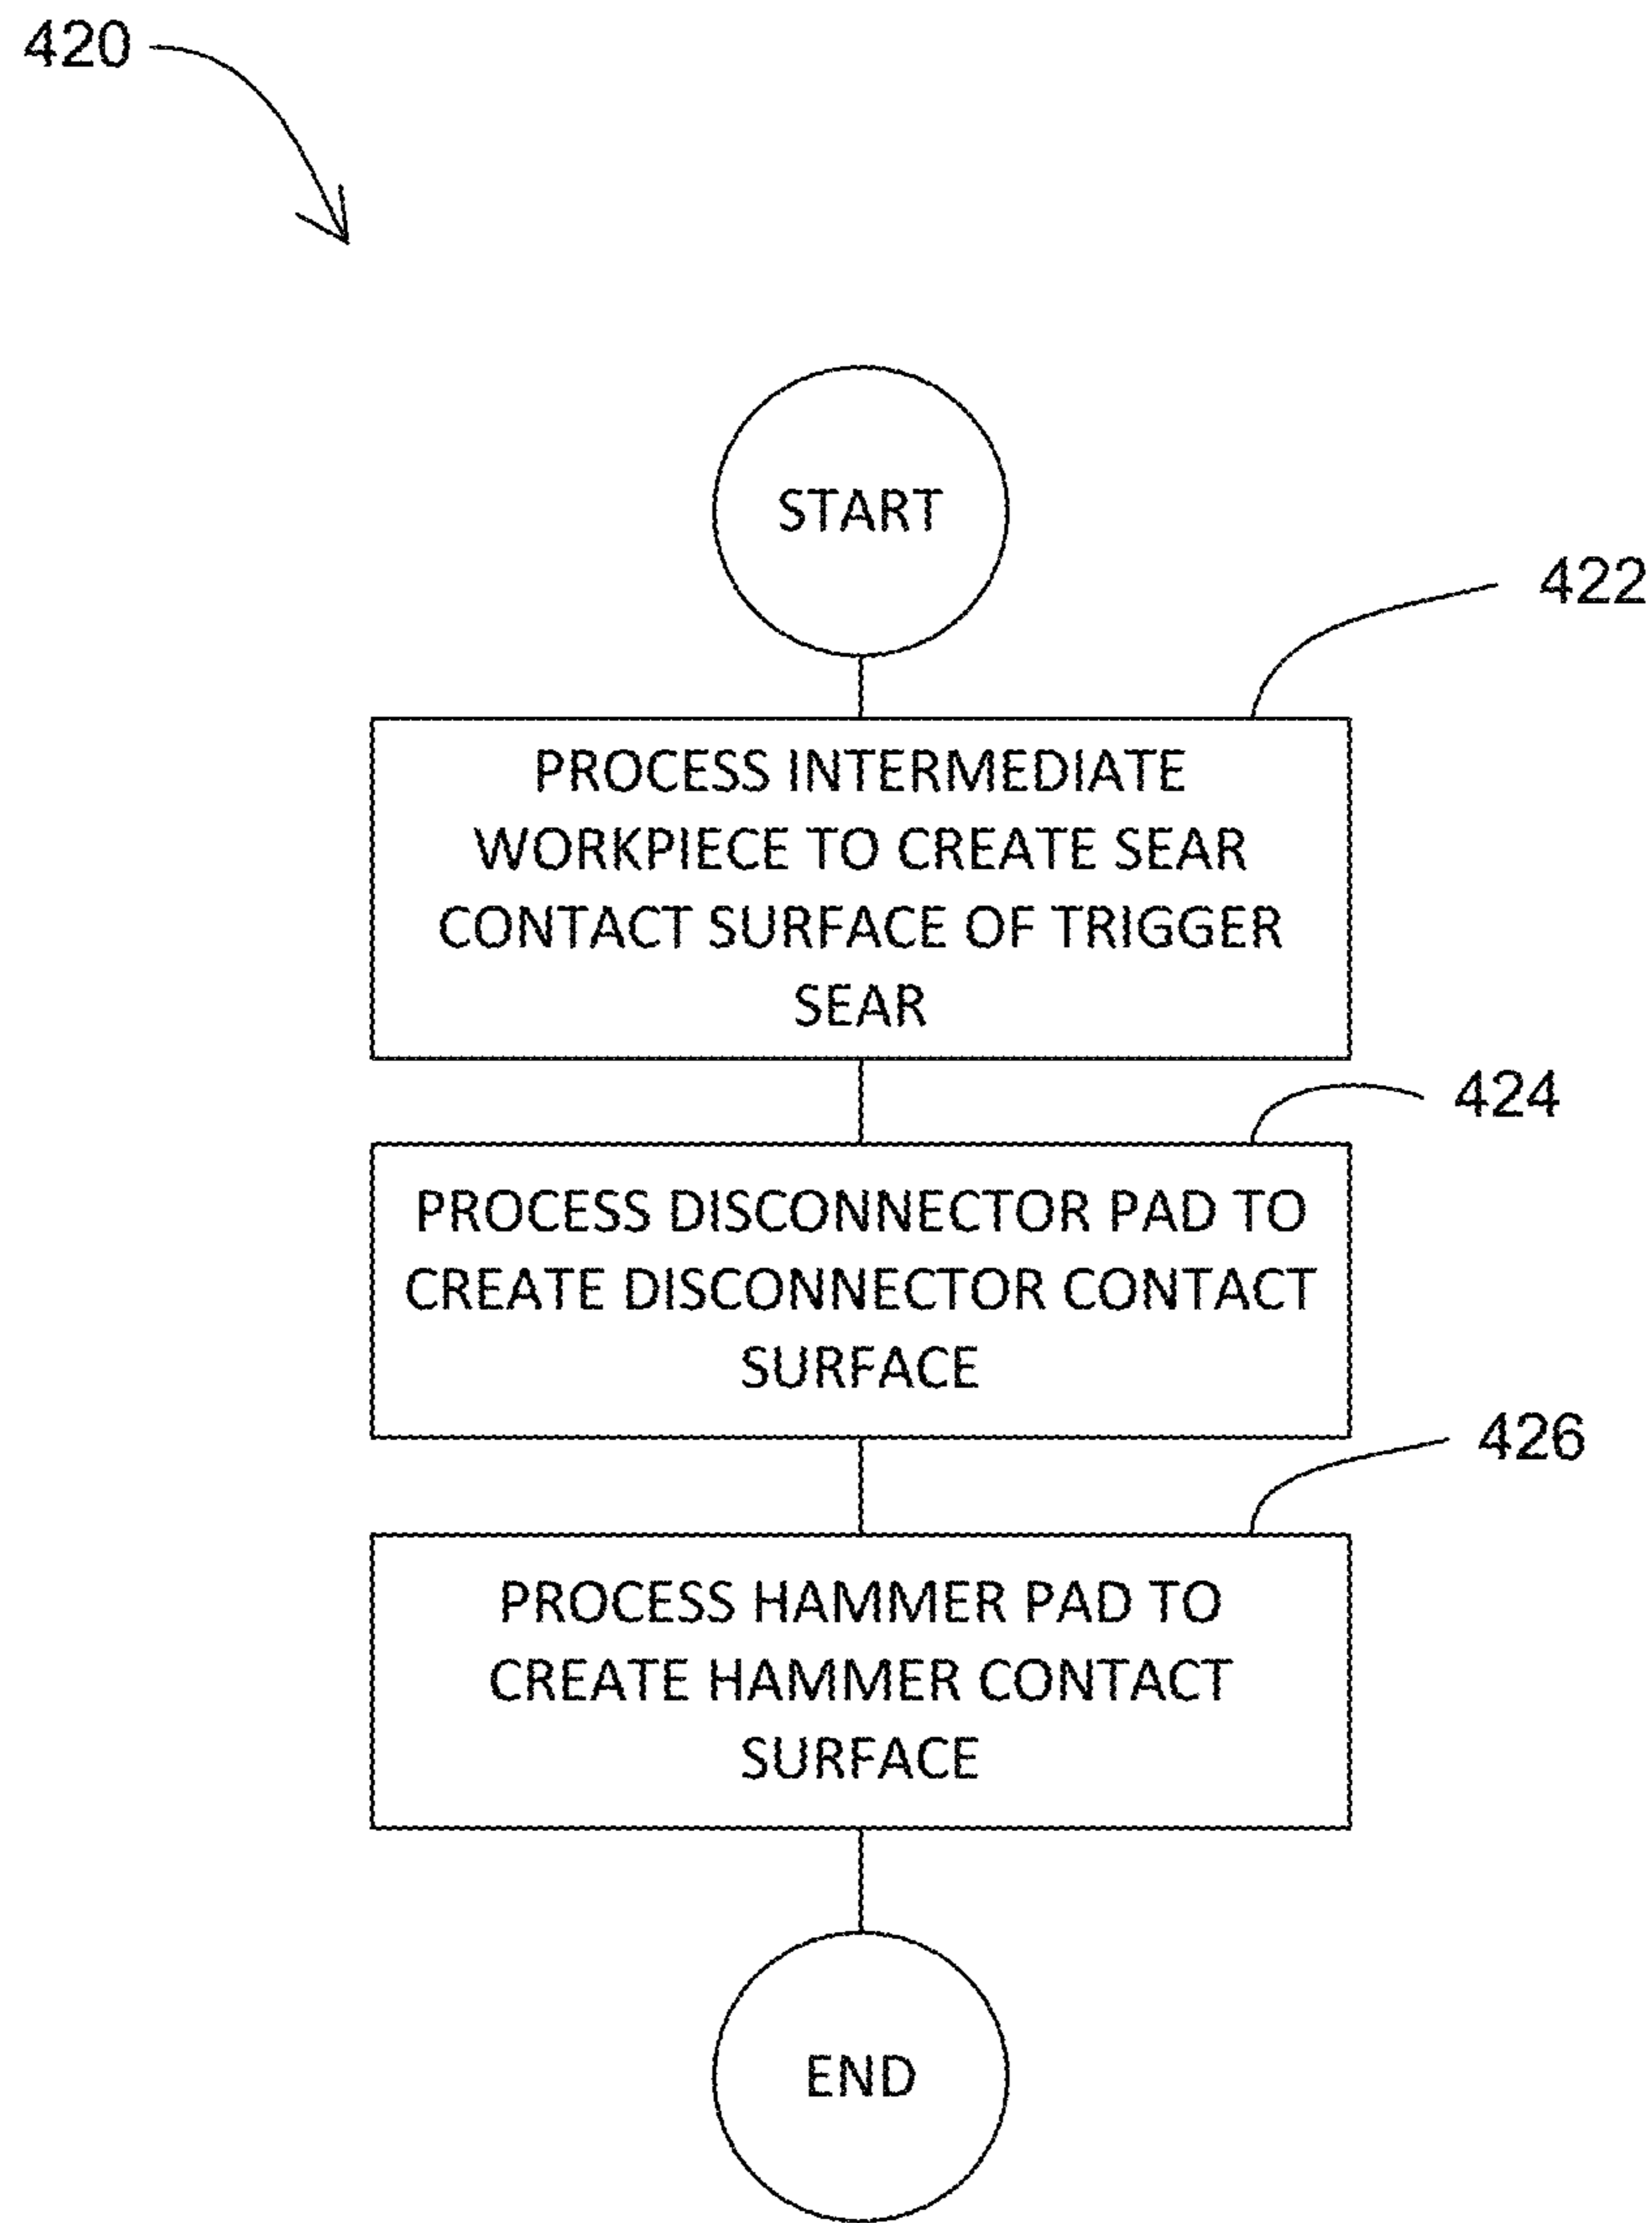 420
START
422
PROCESS INTERMEDIATE
WORKPIECE TO CREATE SEAR
CONTACT SURFACE OF TRIGGER
SEAR
424
PROCESS DISCONNECTOR PAD TO
CREATE DISCONNECTOR CONTACT
SURFACE
426
PROCESS HAMMER PAD TO
CREATE HAMMER CONTACT
SURFACE
END